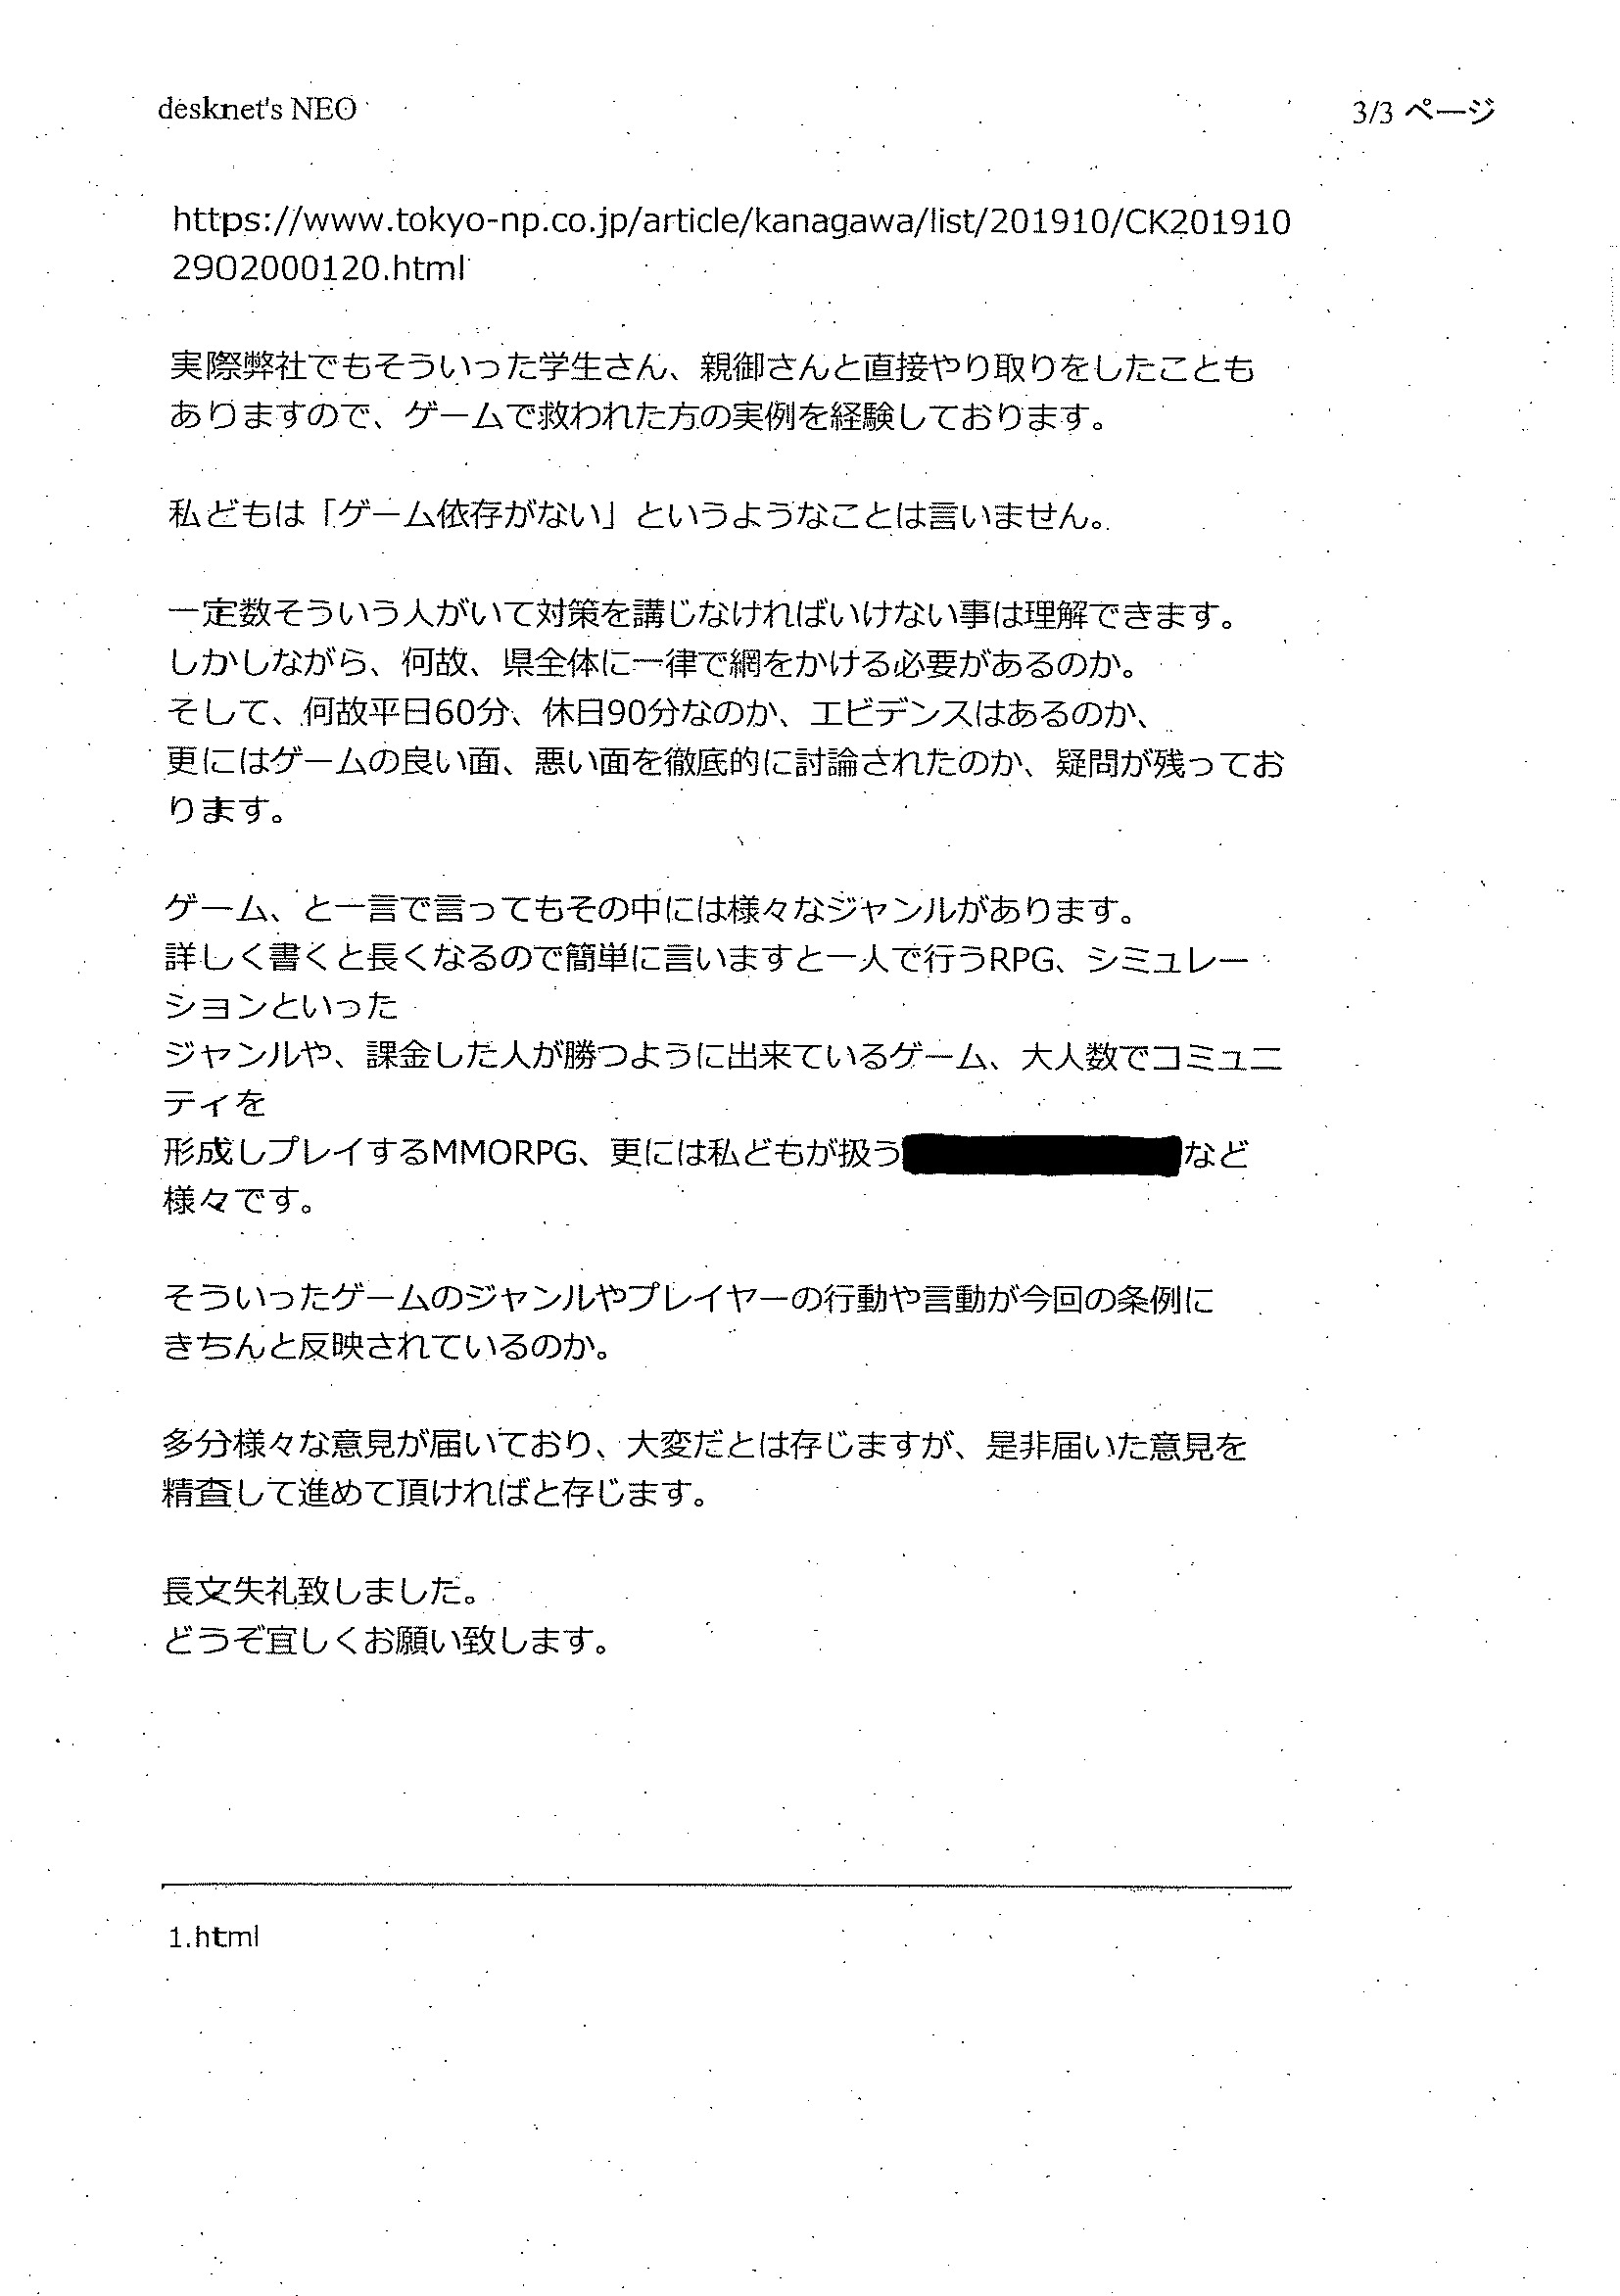 desknet's NEO
3/3 ページ
https://www.tokyo-np.co.jp/article/kanagawa/list/201910/CK201910
2902000120.html
実際弊社でもそういった学生さん、親御さんと直接やり取りをしたことも
ありますので、ゲームで救われた方の実例を経験しております。
私どもは「ゲーム依存がない」というようなことは言いません。
一定数そういう人がいて対策を講じなければいけない事は理解できます。
しかしながら、何故、県全体に一律で網をかける必要があるのか。
そして、何故平日60分、休日90分なのか、エビデンスはあるのか、
更にはゲームの良い面、悪い面を徹底的に討論されたのか、疑問が残ってお
ります。
ゲーム、と一言で言ってもその中には様々なジャンルがあります。
詳しく書くと長くなるので簡単に言いますと一人で行うRPG、シミュレー
ションといった
ジャンルや、課金した人が勝つように出来ているゲーム、大人数でコミュニ
ティを
形成しプレイするMMORPG、更には私どもが扱う など
様々です。
そういったゲームのジャンルやプレイヤーの行動や言動が今回の条例に
きちんと反映されているのか。
多分様々な意見が届いており、大変だとは存じますが、是非届いた意見を
精査して進めて頂ければと存じます。
長文失礼致しました。
どうぞ宜しくお願い致します。
1.html